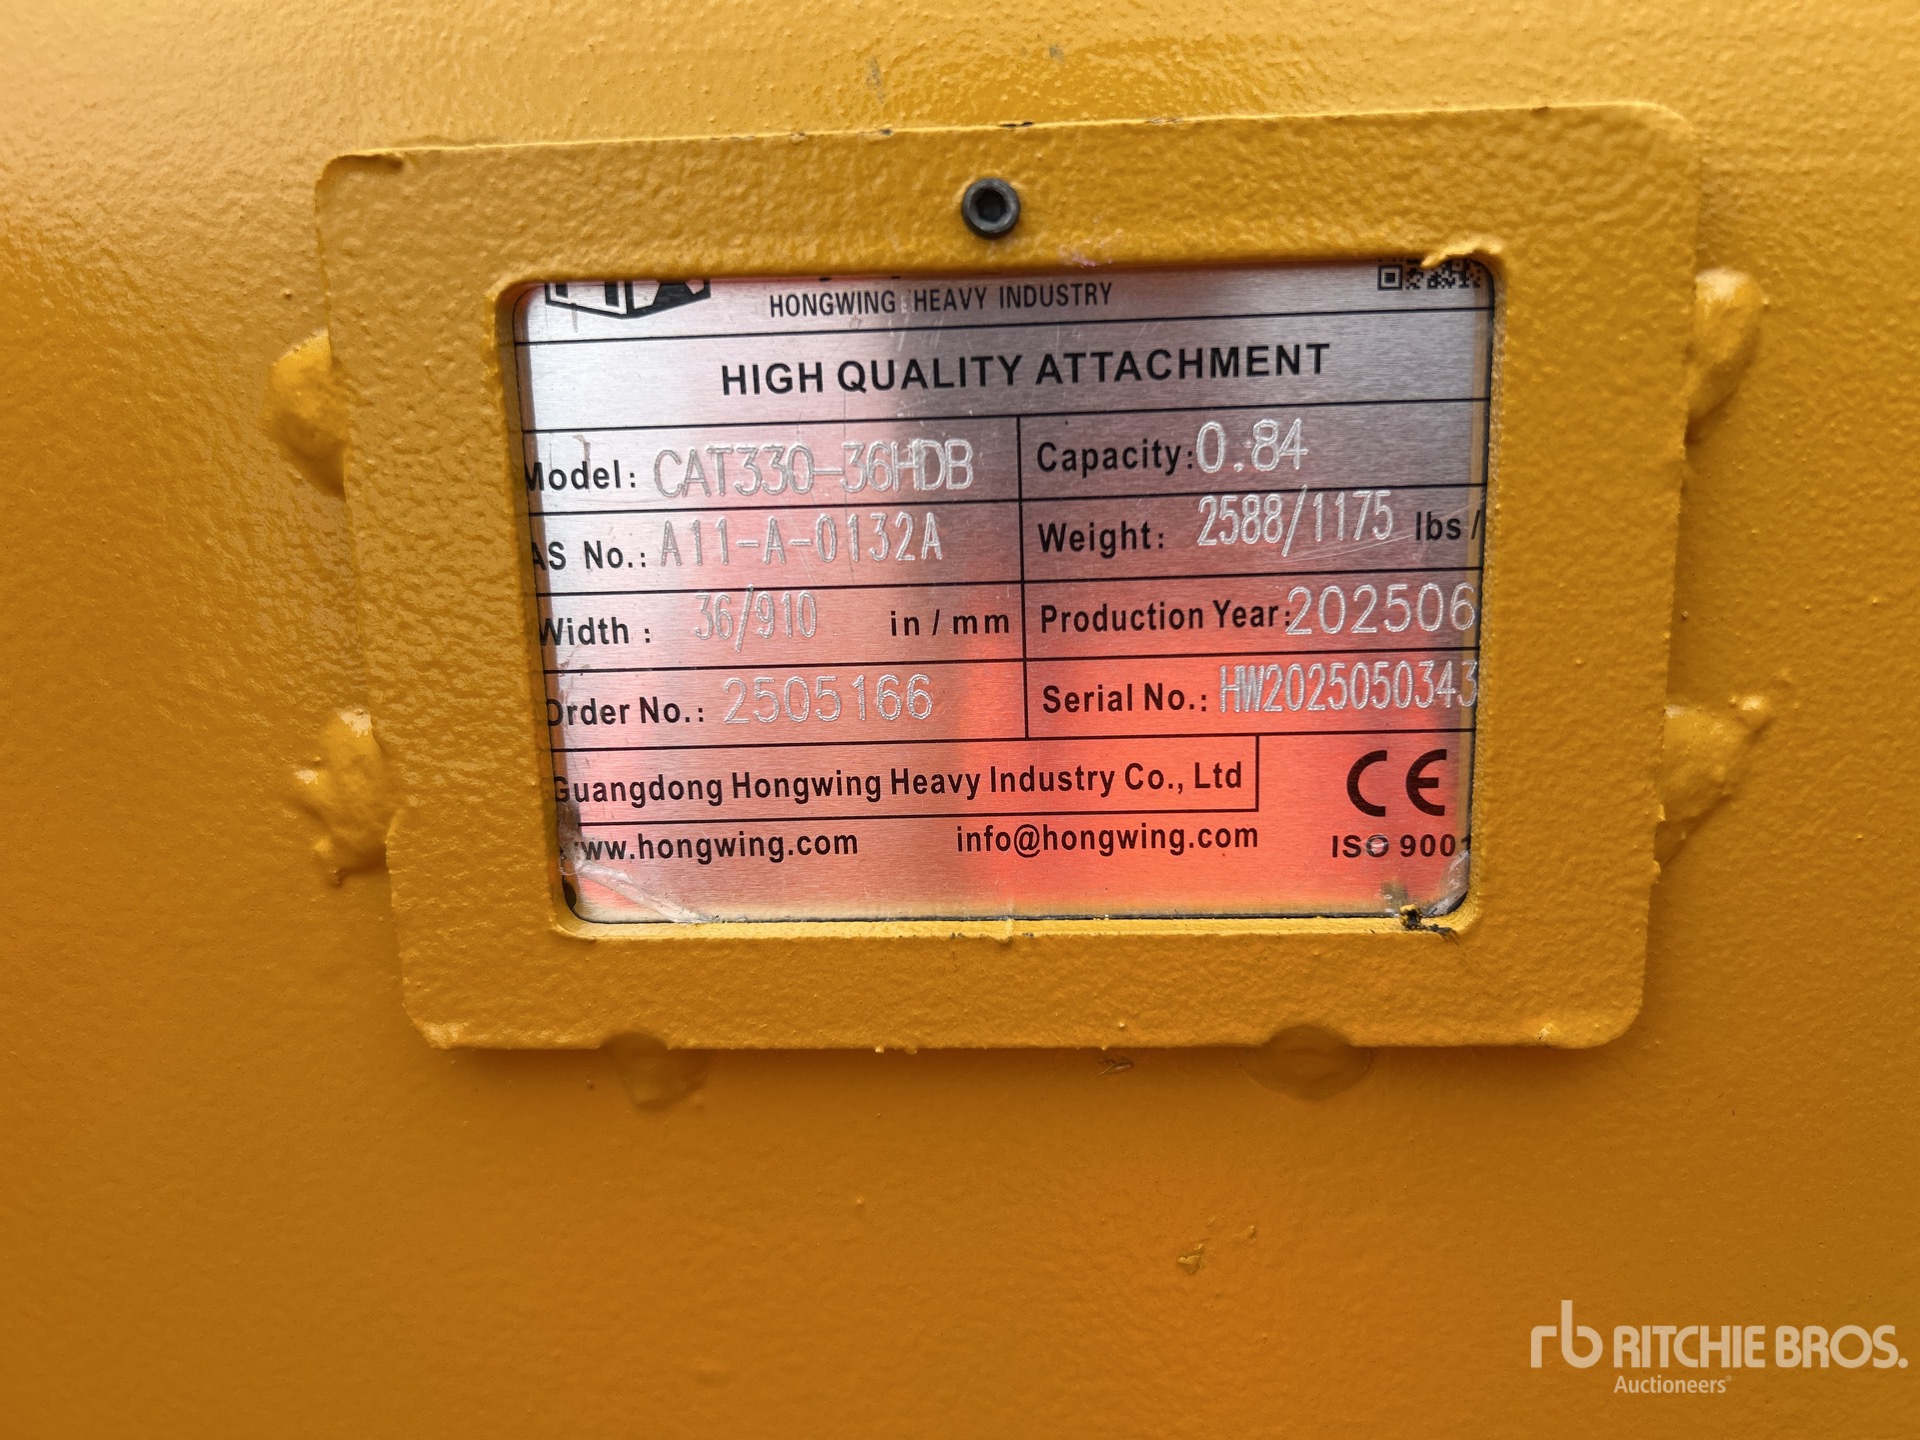 HONGWING HEAVY INDUSTRY
HIGH QUALITY ATTACHMENT
Model: CAT330-36HDB
Capacity: 0.84
AS No.: A11-A-0132A
Weight: 2588/1175 lbs/
Width: 36/910 in/mm
Production Year: 202506
Order No.: 2505166
Serial No.: HW2025050343
Guangdong Hongwing Heavy Industry Co., Ltd
CE
www.hongwing.com info@hongwing.com
ISO 9001
rb RITCHIE BROS.
Auctioneers